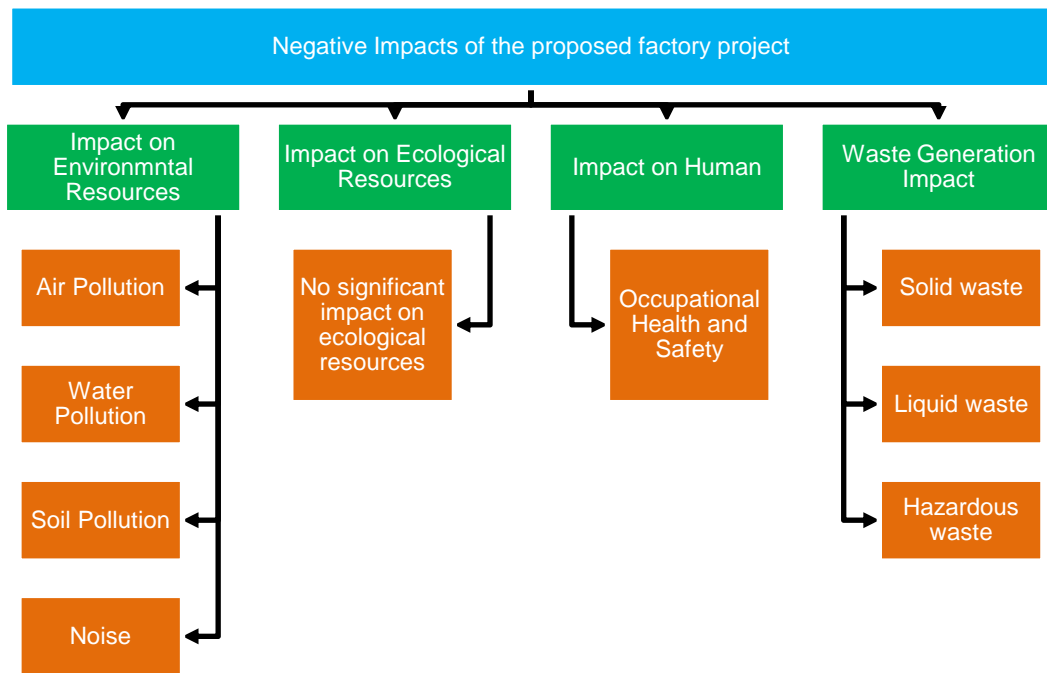 Negative Impacts of the proposed factory project
Impact on
Environmntal
Resources
Impact on Ecological
Resources
Impact on Human
Waste Generation
Impact
Air Pollution
Water
Pollution
Soil Pollution
Noise
No significant
impact on
ecological
resources
Occupational
Health and
Safety
Solid waste
Liquid waste
Hazardous
waste